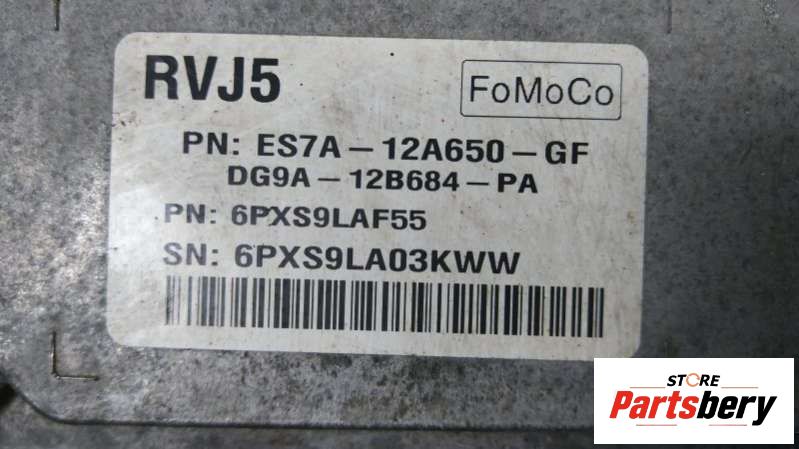 RVJ5
FoMoCo
PN: ES7A-12A650-GF
DG9A-12B684-PA
PN: 6PXS9LAF55
SN: 6PXS9LA03KWW
STORE
Partsbery